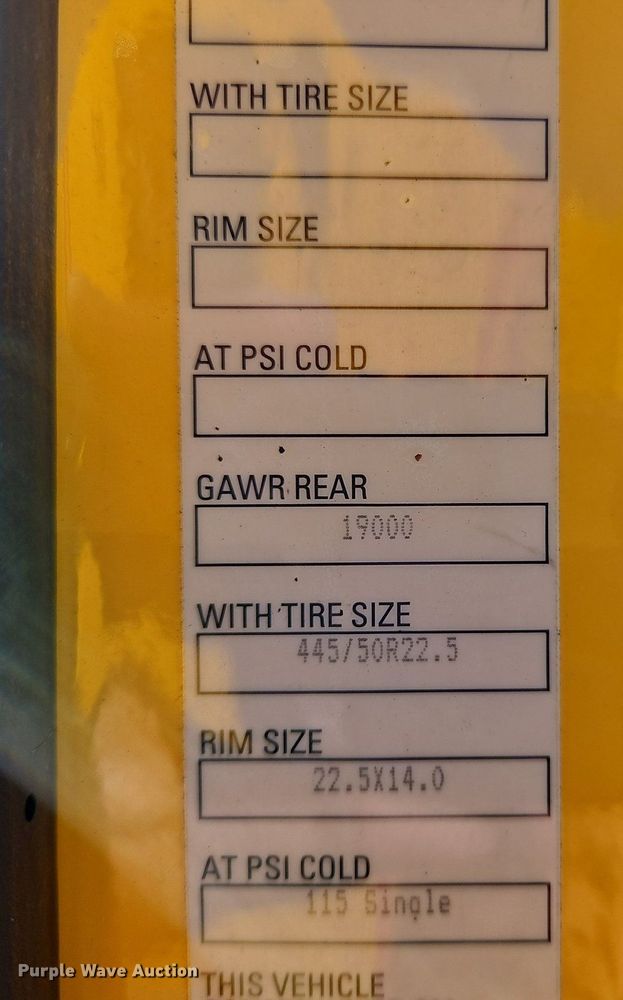 WITH TIRE SIZE
RIM SIZE
AT PSI COLD
GAWR REAR
19000
WITH TIRE SIZE
445/50R22.5
RIM SIZE
22.5X14.0
AT PSI COLD
115 Single
Purple Wave Auction
THIS VEHICLE